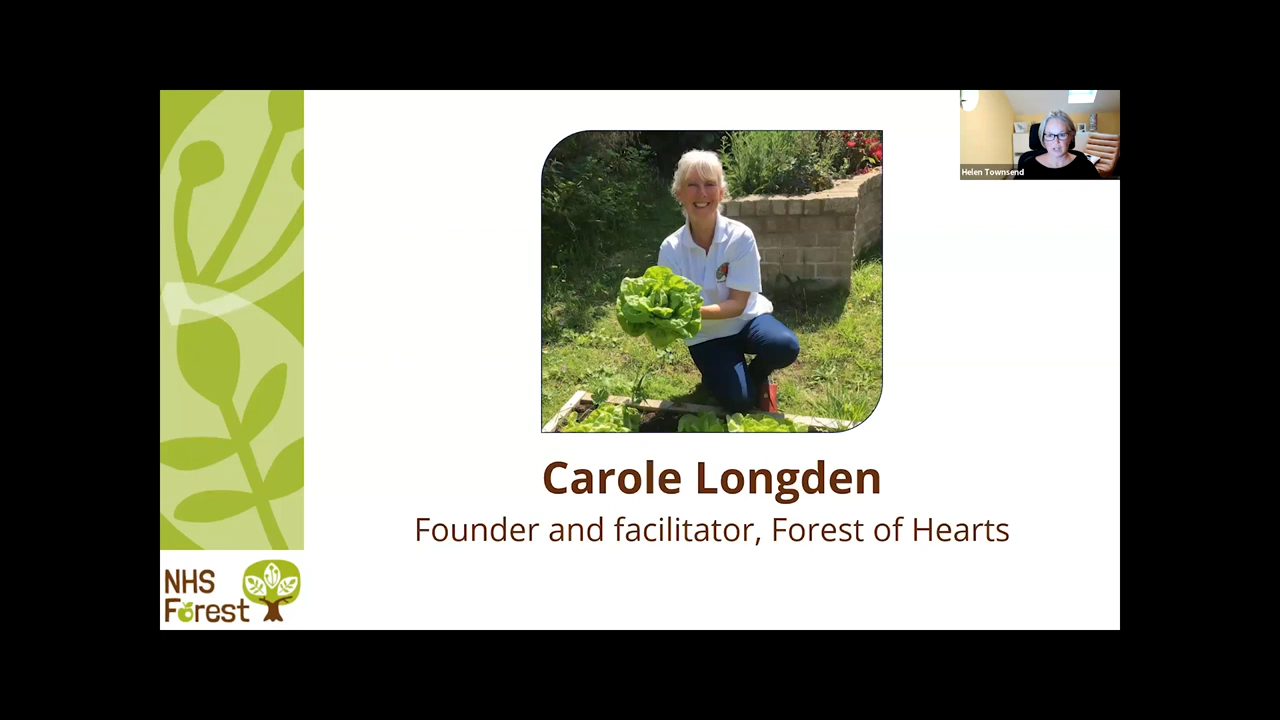 Helen Townsend
Carole Longden
Founder and facilitator, Forest of Hearts
NHS
Forest